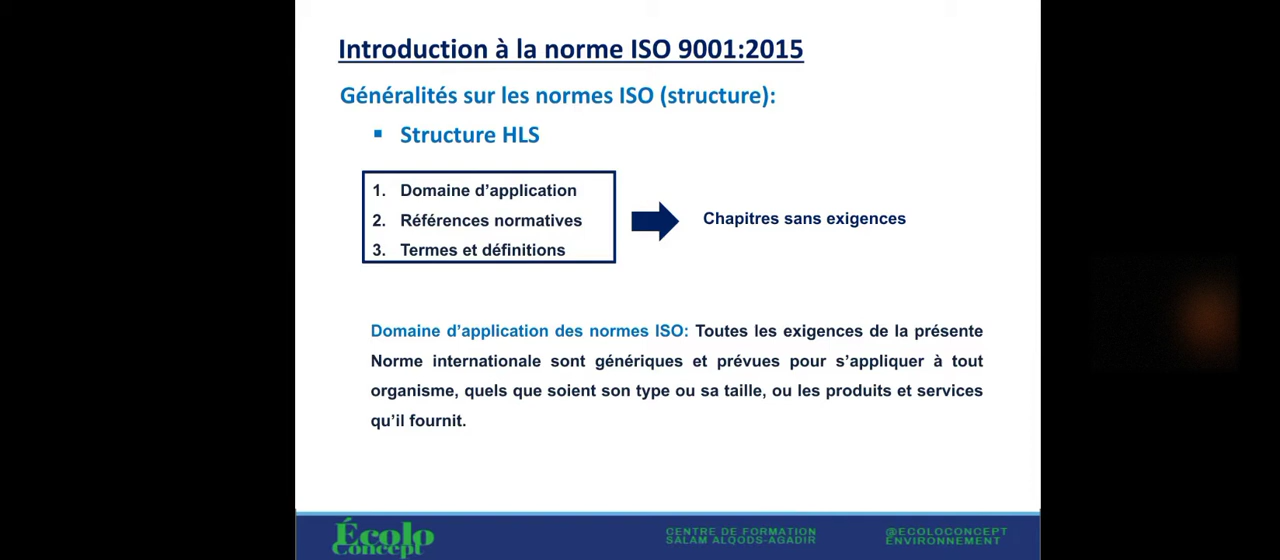 Introduction à la norme ISO 9001:2015
Généralités sur les normes ISO (structure):
▪ Structure HLS
1. Domaine d’application
2. Références normatives
3. Termes et définitions
Chapitres sans exigences
Domaine d’application des normes ISO: Toutes les exigences de la présente
Norme internationale sont génériques et prévues pour s’appliquer à tout
organisme, quels que soient son type ou sa taille, ou les produits et services
qu’il fournit.
Écolo
Concept
CENTRE DE FORMATION
SALAM ALQODS-AGADIR
@ECOLOCONCEPT
ENVIRONNEMENT